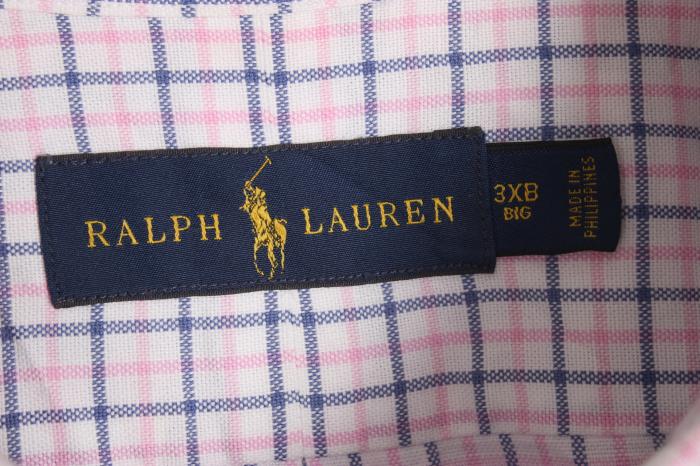 RALPH LAUREN
3XB
BIG
MADE IN
PHILIPPINES